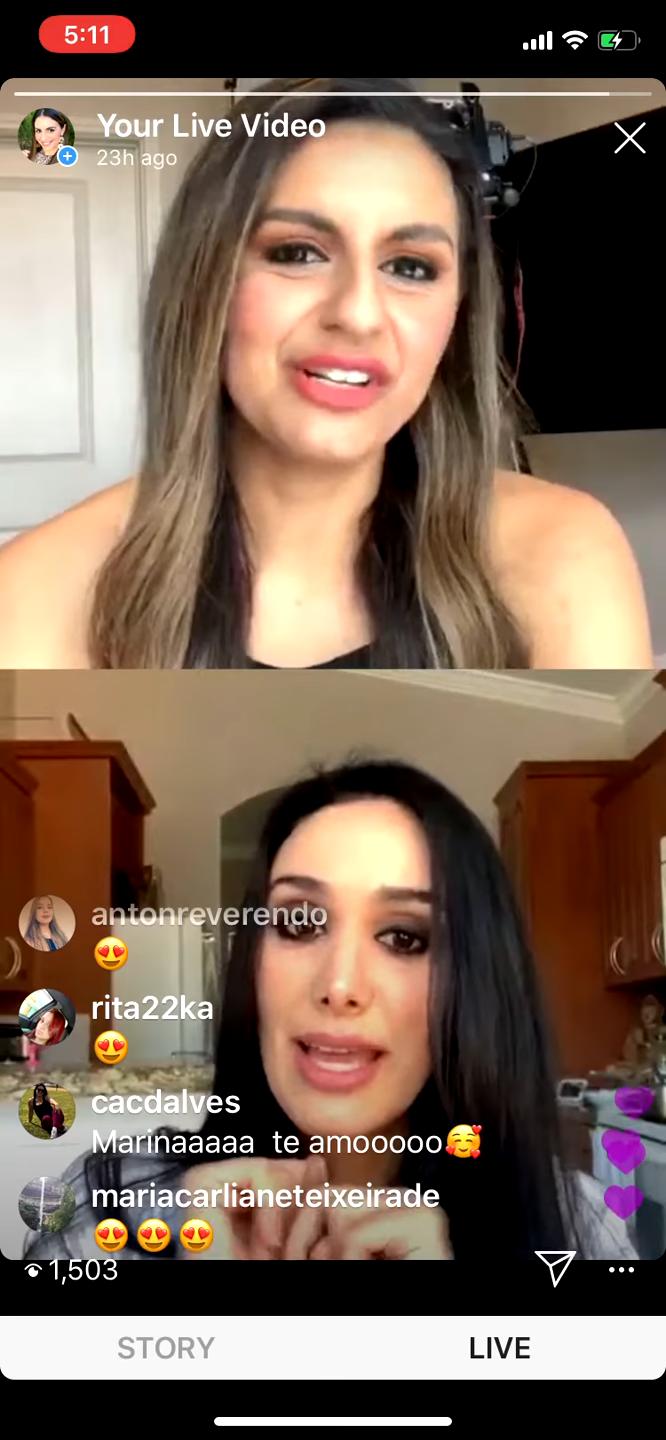 5:11
Your Live Video
23h ago
antonreverendo
😍
rita22ka
😍
cacdalves
Marinaaaaa te amooooo🥰
mariacarlianeteixeirade
😍 😍 😍
1,503
STORY
LIVE